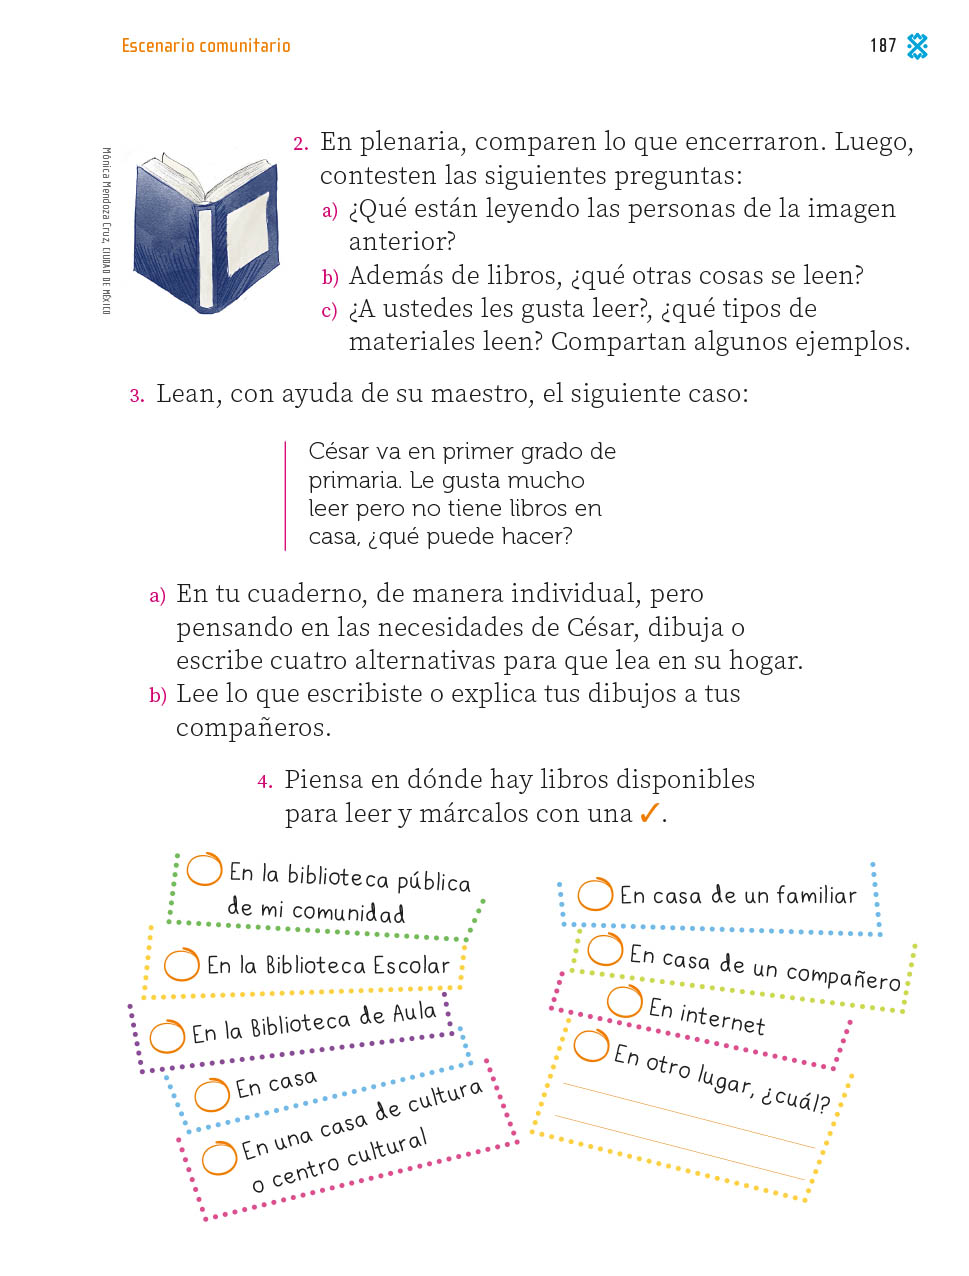 Escenario comunitario
187
Mónica Mendoza Cruz, CIUDAD DE MÉXICO
2. En plenaria, comparen lo que encerraron. Luego,
contesten las siguientes preguntas:
a) ¿Qué están leyendo las personas de la imagen
anterior?
b) Además de libros, ¿qué otras cosas se leen?
c) ¿A ustedes les gusta leer?, ¿qué tipos de
materiales leen? Compartan algunos ejemplos.
3. Lean, con ayuda de su maestro, el siguiente caso:
César va en primer grado de
primaria. Le gusta mucho
leer pero no tiene libros en
casa, ¿qué puede hacer?
a) En tu cuaderno, de manera individual, pero
pensando en las necesidades de César, dibuja o
escribe cuatro alternativas para que lea en su hogar.
b) Lee lo que escribiste o explica tus dibujos a tus
compañeros.
4. Piensa en dónde hay libros disponibles
para leer y márcalos con una ✓.
En la biblioteca pública
de mi comunidad
En la Biblioteca Escolar
En la Biblioteca de Aula
En casa
En una casa de cultura
o centro cultural
En casa de un familiar
En casa de un compañero
En internet
En otro lugar, ¿cuál?